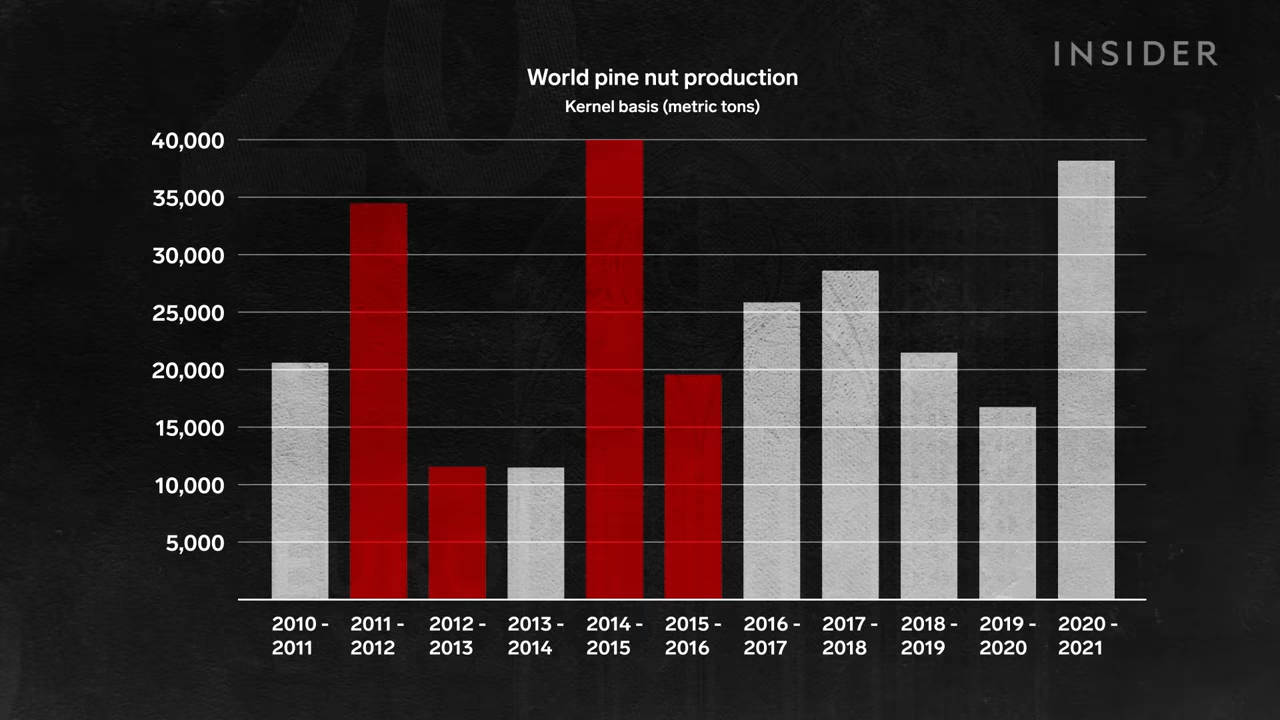 INSIDER
World pine nut production
Kernel basis (metric tons)
40,000
35,000
30,000
25,000
20,000
15,000
10,000
5,000
2010 - 2011 - 2012 - 2013 - 2014 - 2015 - 2016 - 2017 - 2018 - 2019 - 2020 -
2011 2012 2013 2014 2015 2016 2017 2018 2019 2020 2021